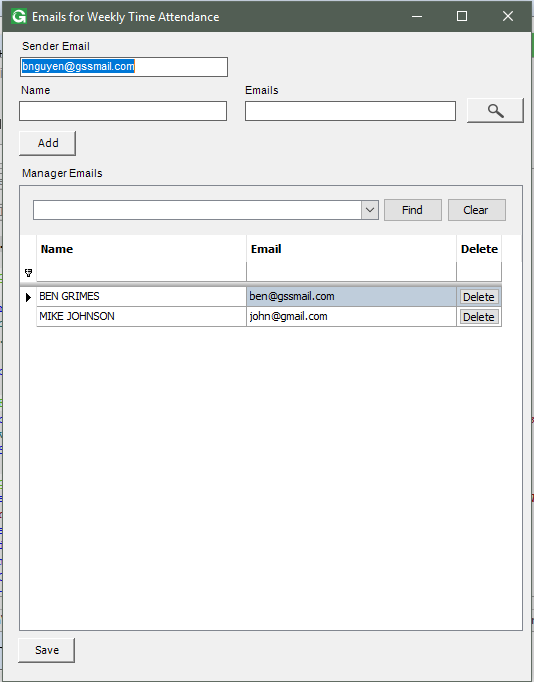 Emails for Weekly Time Attendance
Sender Email
bnguyen@gssmail.com
Name Emails
Add
Manager Emails
Find Clear
Name Email Delete
BEN GRIMES ben@gssmail.com Delete
MIKE JOHNSON john@gmail.com Delete
Save